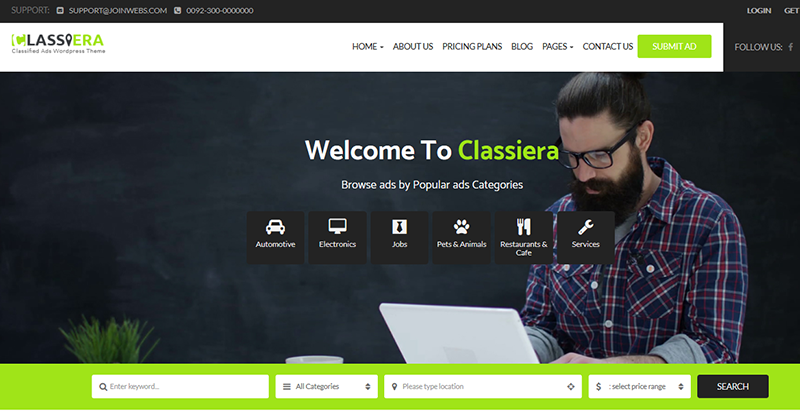 SUPPORT: SUPPORT@JOINWEBS.COM 0092-300-0000000 LOGIN GET
CLASSIERA
Classified Ads Wordpress Theme
HOME ABOUT US PRICING PLANS BLOG PAGES CONTACT US SUBMIT AD FOLLOW US:
Welcome To Classiera
Browse ads by Popular ads Categories
Automotive Electronics Jobs Pets & Animals Restaurants & Cafe Services
Enter keyword... All Categories Please type location $ : select price range SEARCH